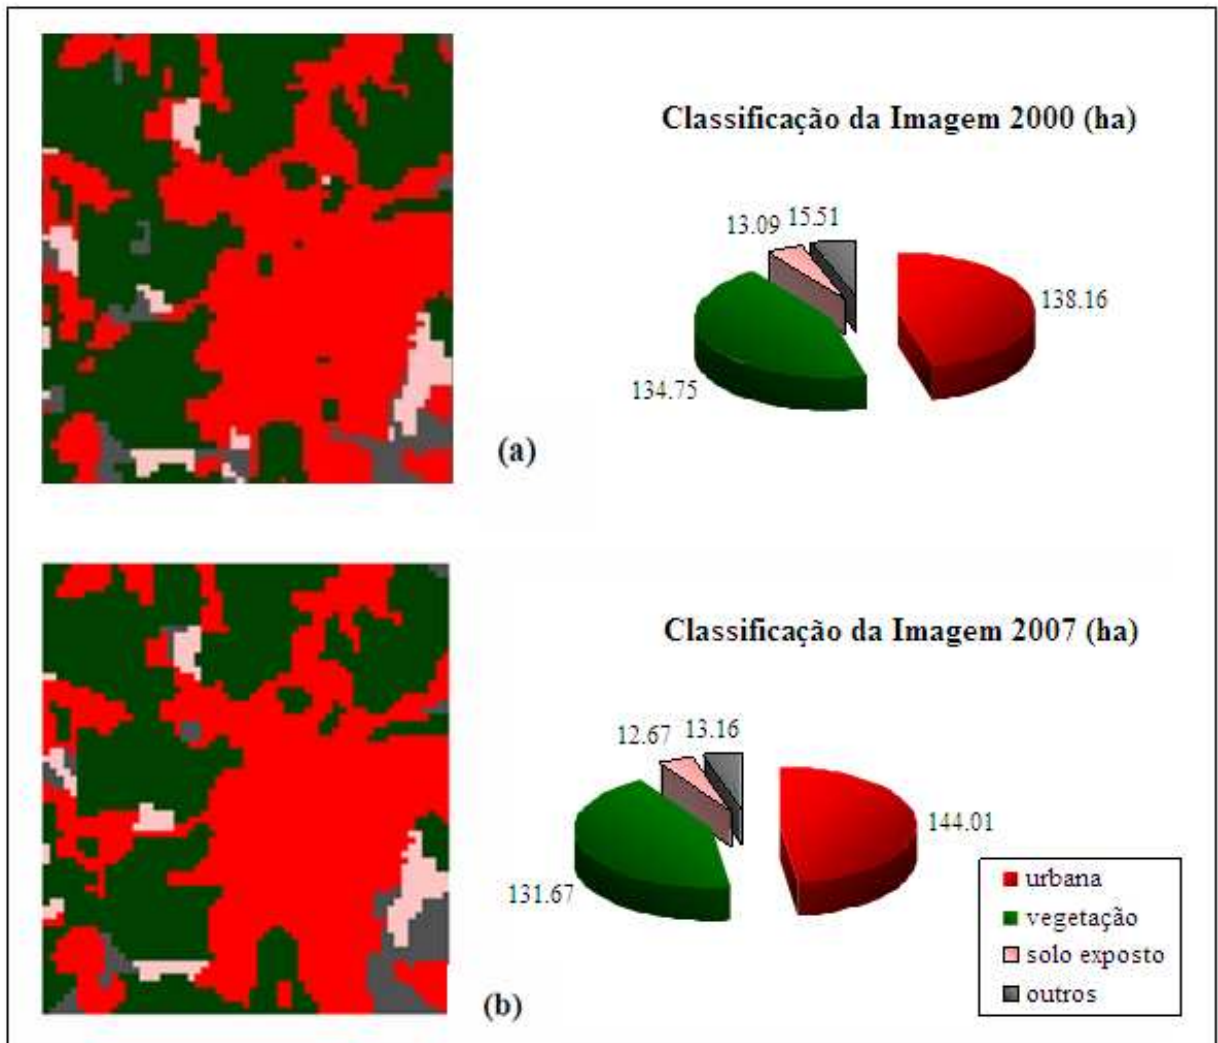 Classificação da Imagem 2000 (ha)
13.09 15.51
138.16
134.75
(a)
Classificação da Imagem 2007 (ha)
12.67 13.16
144.01
131.67
urbana
vegetação
solo exposto
outros
(b)